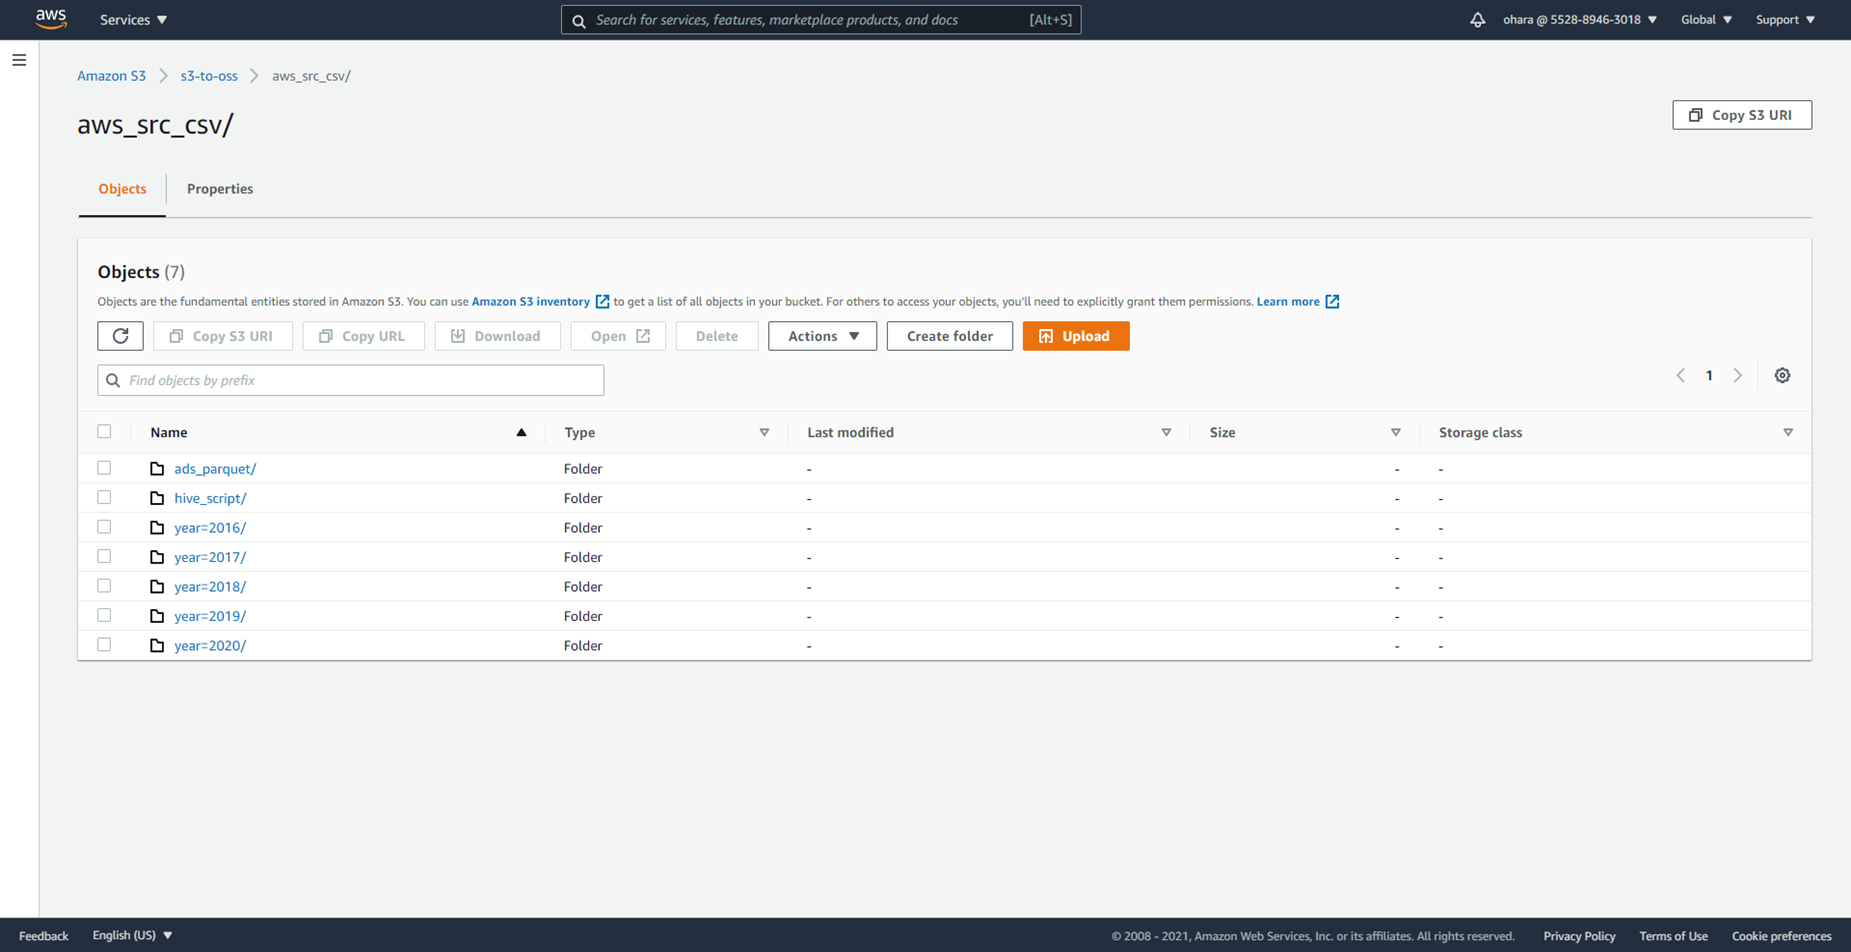 aws Services Search for services, features, marketplace products, and docs [Alt+S] ohara @ 5528-8946-3018 Global Support
Amazon S3 s3-to-oss aws_src_csv/
aws_src_csv/
Copy S3 URI
Objects Properties
Objects (7)
Objects are the fundamental entities stored in Amazon S3. You can use Amazon S3 inventory to get a list of all objects in your bucket. For others to access your objects, you'll need to explicitly grant them permissions. Learn more
Copy S3 URI Copy URL Download Open Delete Actions Create folder Upload
Find objects by prefix
1
Name Type Last modified Size Storage class
ads_parquet/ Folder - - -
hive_script/ Folder - - -
year=2016/ Folder - - -
year=2017/ Folder - - -
year=2018/ Folder - - -
year=2019/ Folder - - -
year=2020/ Folder - - -
Feedback English (US) © 2008 - 2021, Amazon Web Services, Inc. or its affiliates. All rights reserved. Privacy Policy Terms of Use Cookie preferences